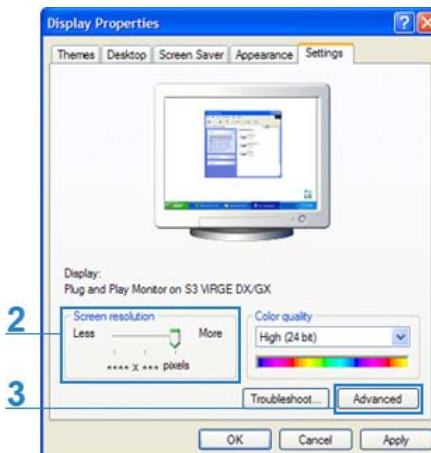 Display Properties
Themes Desktop Screen Saver Appearance Settings
Display:
Plug and Play Monitor on S3 ViRGE DX/GX
2
Screen resolution
Less More
**** x *** pixels
Color quality
High (24 bit)
3
Troubleshoot... Advanced
OK Cancel Apply